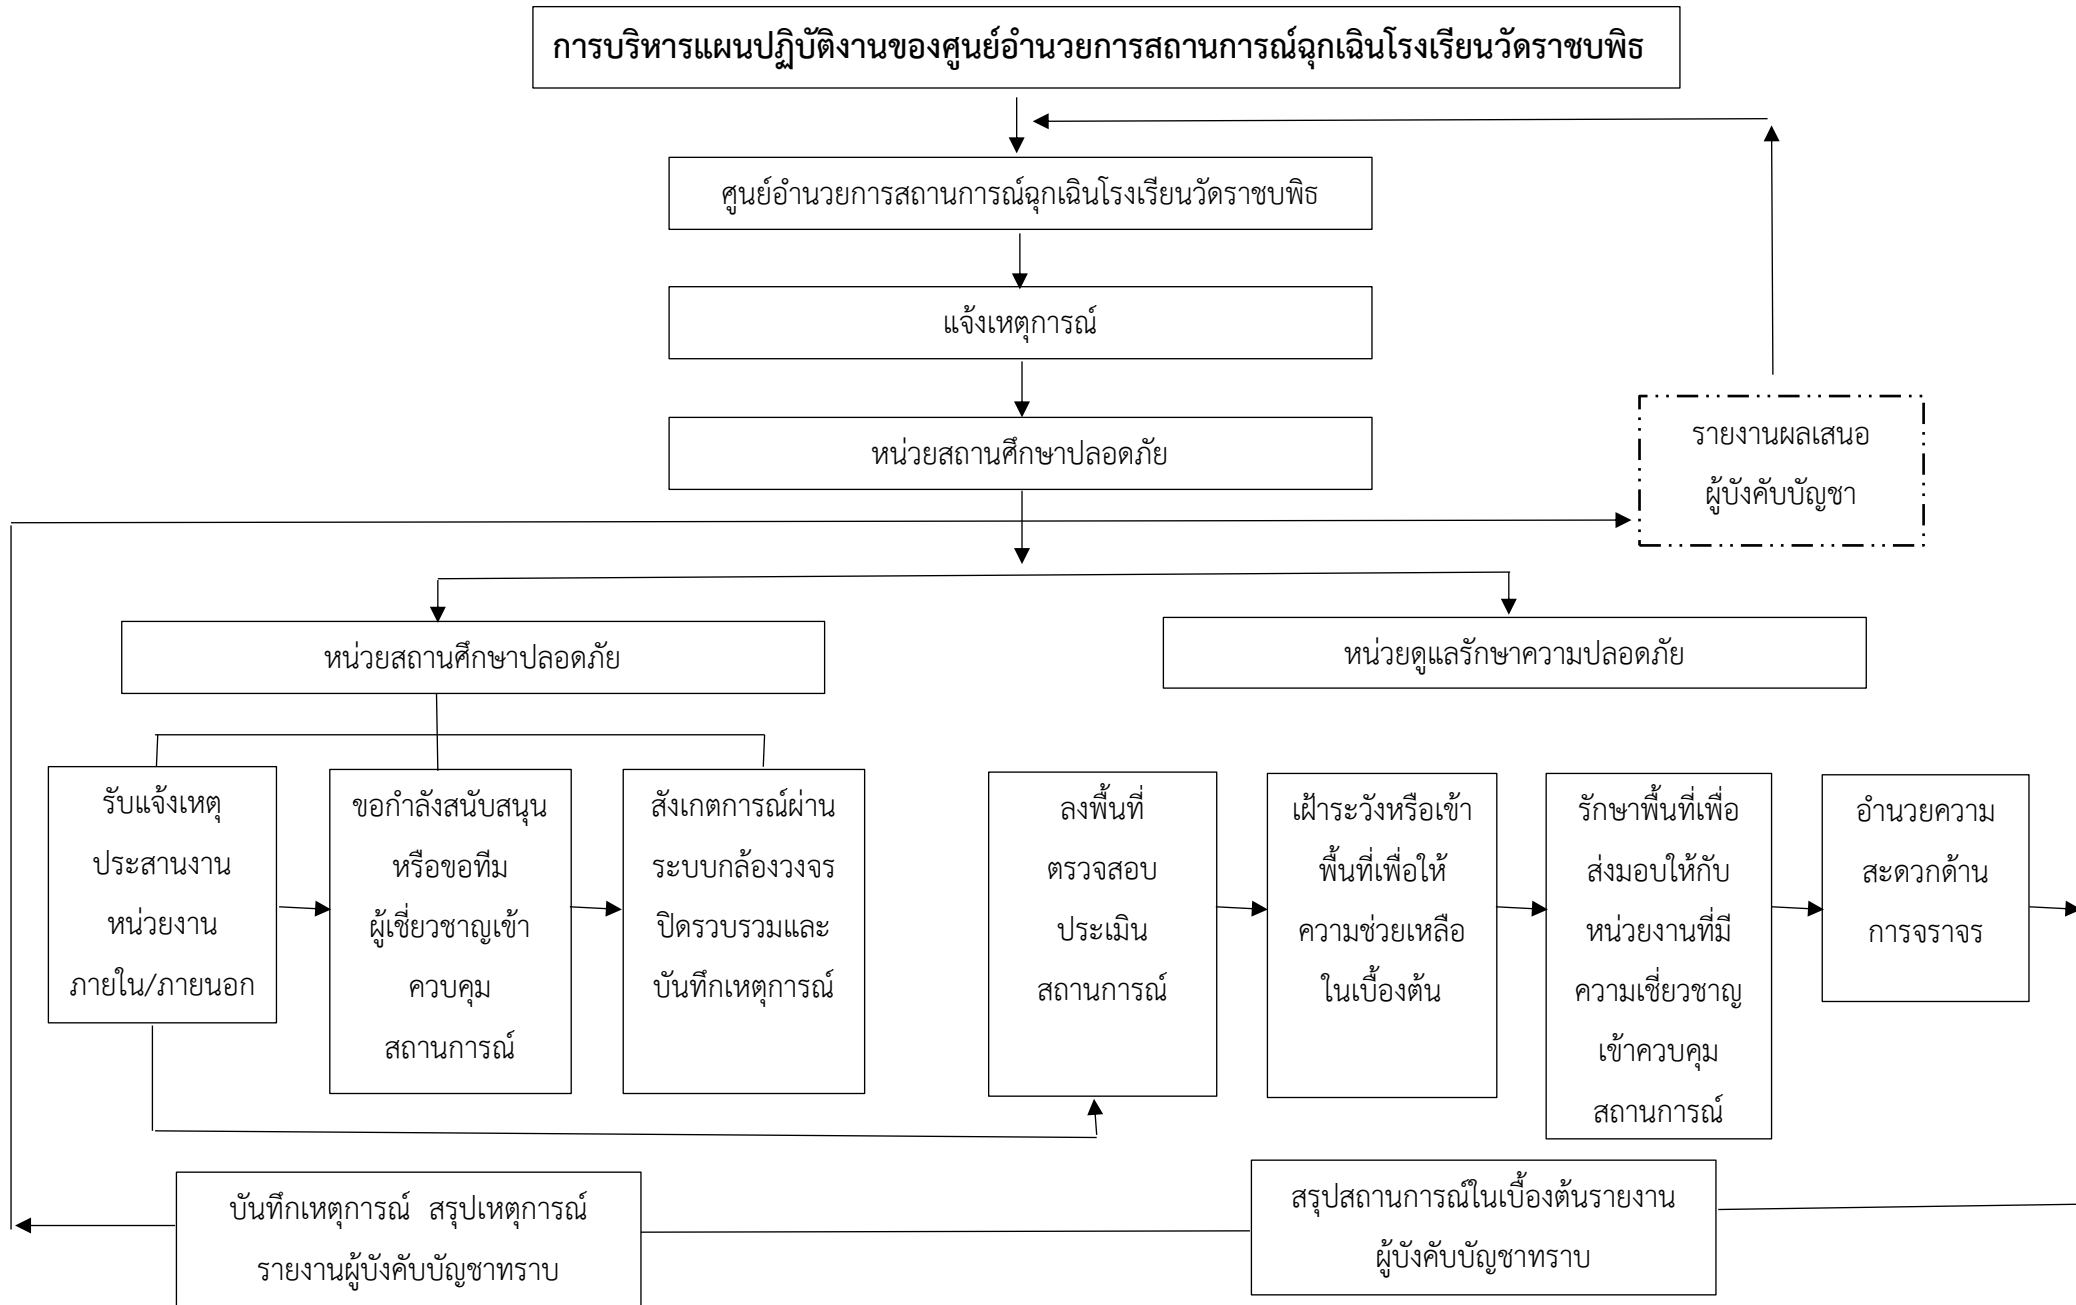 การบริหารแผนปฏิบัติงานของศูนย์อำนวยการสถานการณ์ฉุกเฉินโรงเรียนวัดราชบพิธ
ศูนย์อำนวยการสถานการณ์ฉุกเฉินโรงเรียนวัดราชบพิธ
แจ้งเหตุการณ์
หน่วยสถานศึกษาปลอดภัย
รายงานผลเสนอ
ผู้บังคับบัญชา
หน่วยสถานศึกษาปลอดภัย
หน่วยดูแลรักษาความปลอดภัย
รับแจ้งเหตุ
ประสานงาน
หน่วยงาน
ภายใน/ภายนอก
ขอกำลังสนับสนุน
หรือขอทีม
ผู้เชี่ยวชาญเข้า
ควบคุม
สถานการณ์
สังเกตการณ์ผ่าน
ระบบกล้องวงจร
ปิดรวบรวมและ
บันทึกเหตุการณ์
ลงพื้นที่
ตรวจสอบ
ประเมิน
สถานการณ์
เฝ้าระวังหรือเข้า
พื้นที่เพื่อให้
ความช่วยเหลือ
ในเบื้องต้น
รักษาพื้นที่เพื่อ
ส่งมอบให้กับ
หน่วยงานที่มี
ความเชี่ยวชาญ
เข้าควบคุม
สถานการณ์
อำนวยความ
สะดวกด้าน
การจราจร
บันทึกเหตุการณ์ สรุปเหตุการณ์
รายงานผู้บังคับบัญชาทราบ
สรุปสถานการณ์ในเบื้องต้นรายงาน
ผู้บังคับบัญชาทราบ